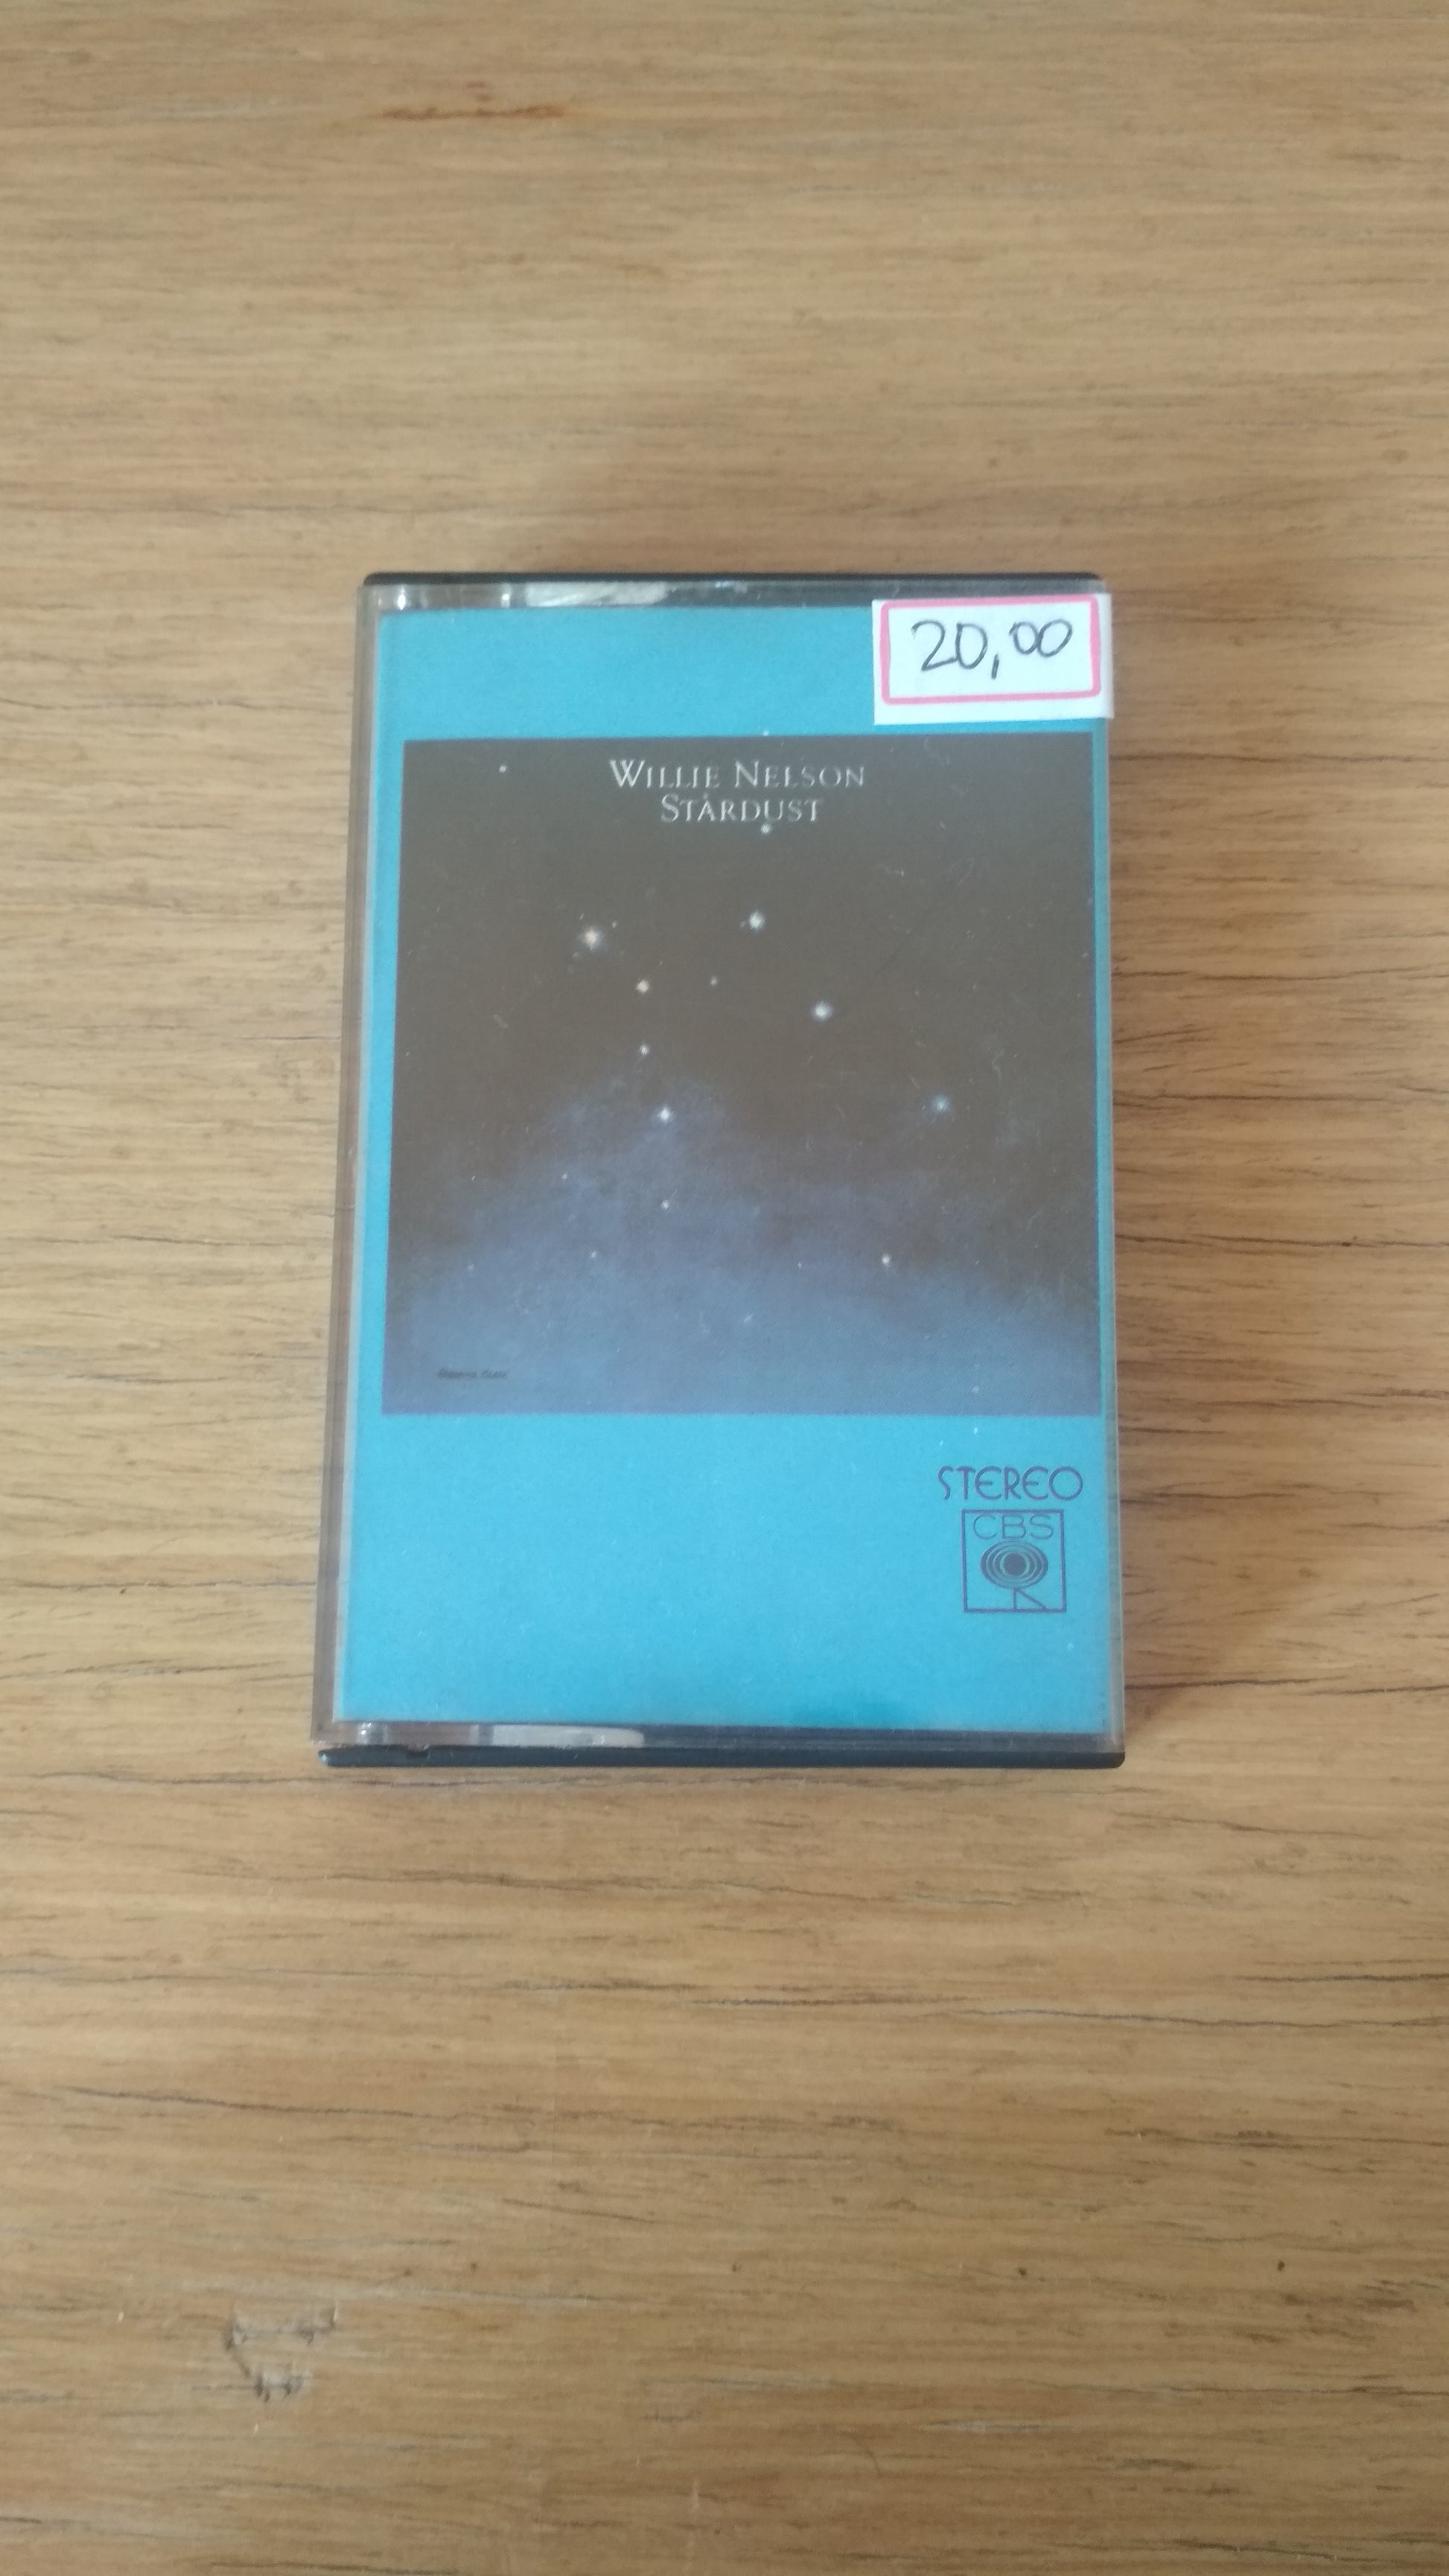 20,00
WILLIE NELSON
STARDUST
STEREO
CBS